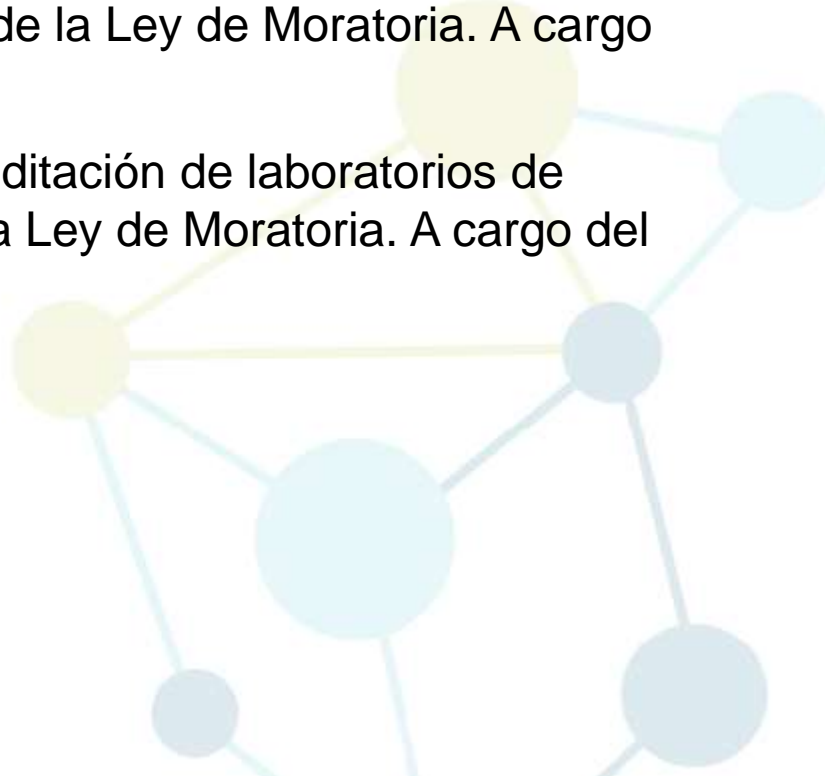 de la Ley de Moratoria. A cargo
ditación de laboratorios de
a Ley de Moratoria. A cargo del